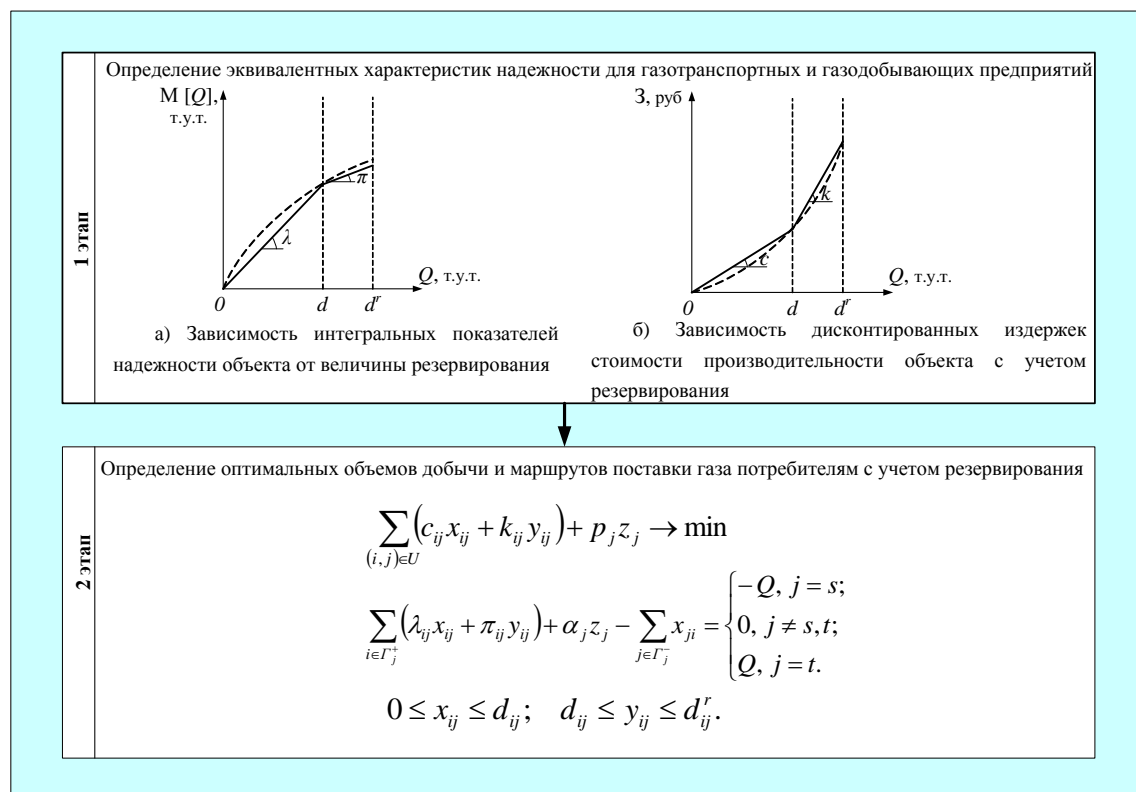 1 этап
Определение эквивалентных характеристик надежности для газотранспортных и газодобывающих предприятий
М [Q],
т.у.т.
π
λ
Q, т.у.т.
0 d dʳ
а) Зависимость интегральных показателей
надежности объекта от величины резервирования
З, руб
k
c
Q, т.у.т.
0 d dʳ
б) Зависимость дисконтированных издержек
стоимости производительности объекта с учетом
резервирования
2 этап
Определение оптимальных объемов добычи и маршрутов поставки газа потребителям с учетом резервирования
∑_{(i,j)∈U} (c_{ij} x_{ij} + k_{ij} y_{ij}) + p_j z_j → min
∑_{i∈Γ_j^+} (λ_{ij} x_{ij} + π_{ij} y_{ij}) + α_j z_j − ∑_{j∈Γ_j^−} x_{ji} = { −Q, j = s;
0, j ≠ s,t;
Q, j = t.
0 ≤ x_{ij} ≤ d_{ij}; d_{ij} ≤ y_{ij} ≤ d_{ij}^r.